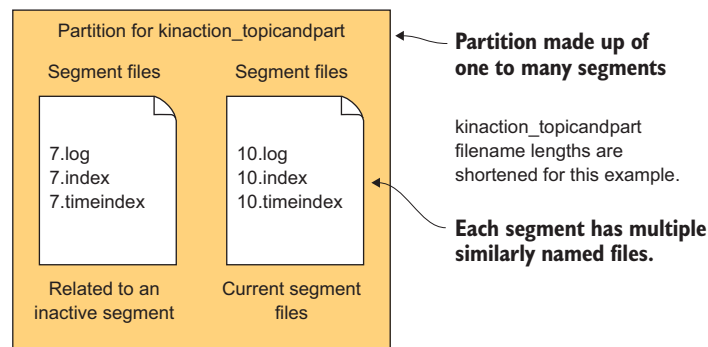 Partition for kinaction_topicandpart
Segment files
7.log
7.index
7.timeindex
Related to an
inactive segment
Segment files
10.log
10.index
10.timeindex
Current segment
files
Partition made up of
one to many segments
kinaction_topicandpart
filename lengths are
shortened for this example.
Each segment has multiple
similarly named files.